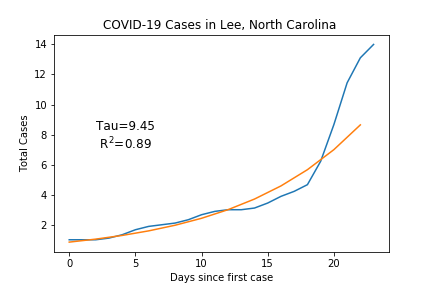 COVID-19 Cases in Lee, North Carolina
14
12
10
8
6
4
2
Total Cases
Tau=9.45
R²=0.89
0
5
10
15
20
Days since first case